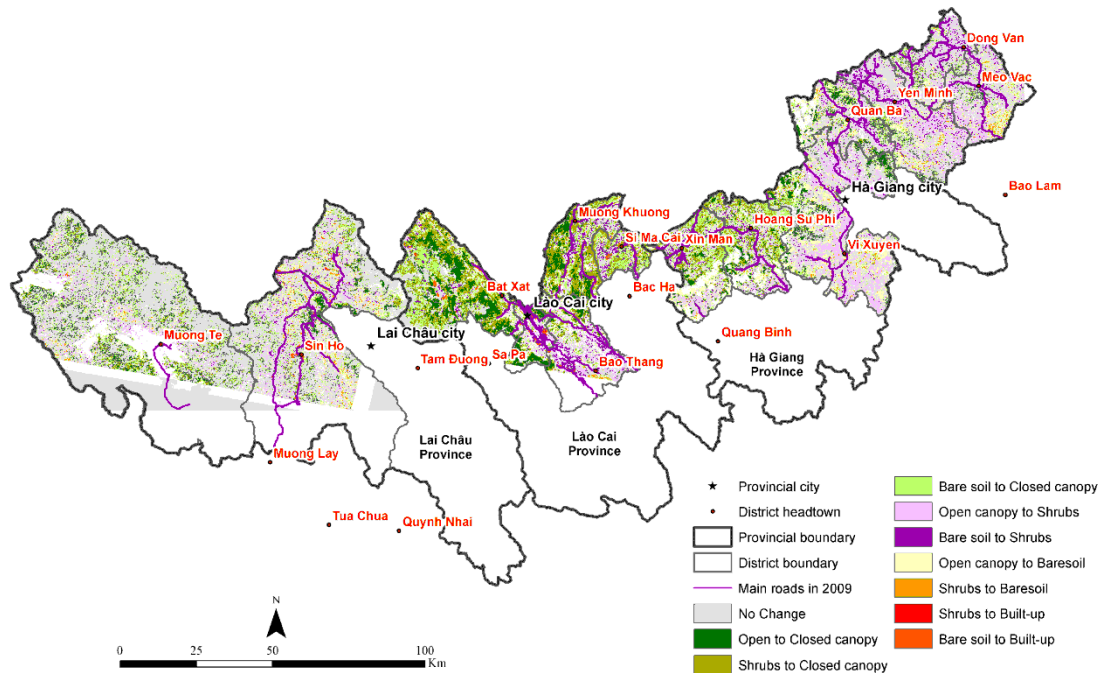 Dong Van
Meo Vac
Yen Minh
Quan Ba
Hà Giang city
Bao Lam
Muong Khuong
Hoang Su Phi
Si Ma Cai
Xin Man
Vi Xuyen
Bat Xat
Bac Ha
Lào Cai city
Muong Te
Lai Châu city
Quang Binh
Sin Ho
Sa Pa
Tam Đuong
Bao Thang
Hà Giang
Province
Lai Châu
Province
Lào Cai
Province
Muong Lay
Tua Chua
Quynh Nhai
Provincial city
District headtown
Provincial boundary
District boundary
Main roads in 2009
No Change
Open to Closed canopy
Shrubs to Closed canopy
Bare soil to Closed canopy
Open canopy to Shrubs
Bare soil to Shrubs
Open canopy to Baresoil
Shrubs to Baresoil
Shrubs to Built-up
Bare soil to Built-up
N
0 25 50 100
Km